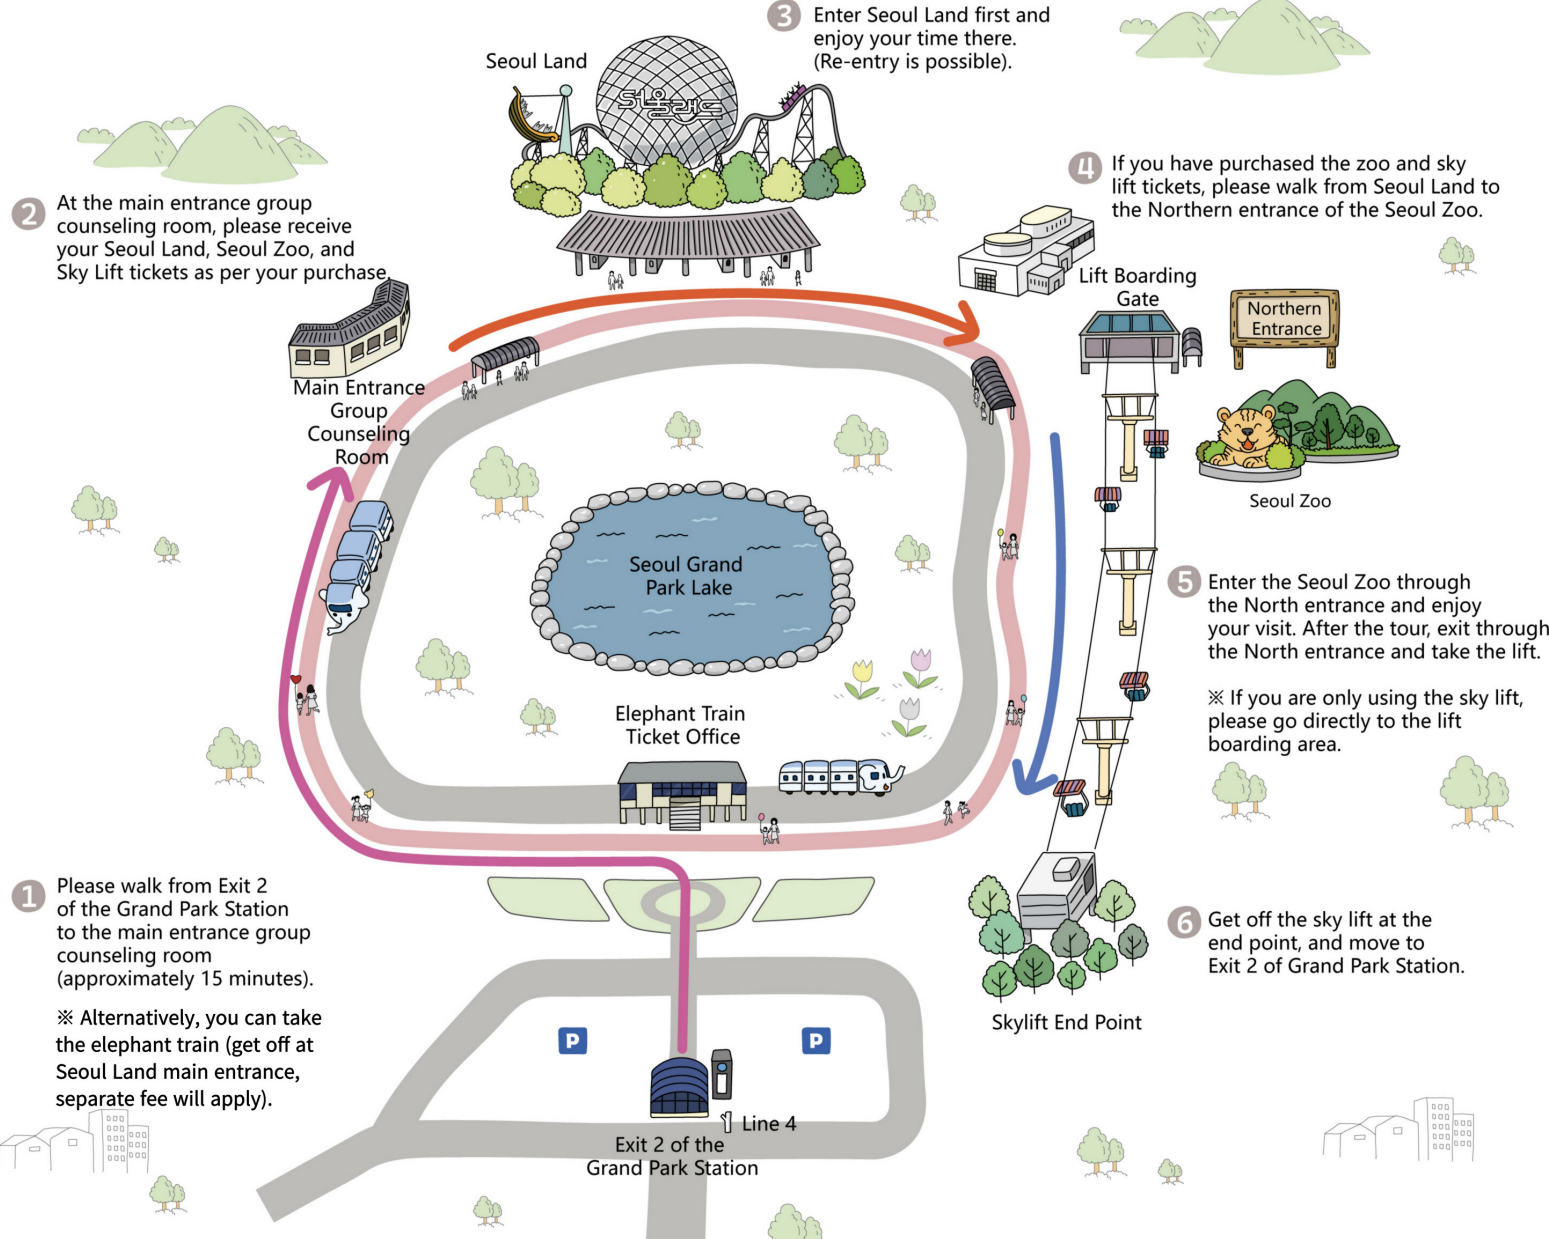 3 Enter Seoul Land first and
enjoy your time there.
(Re-entry is possible).
Seoul Land
서울랜드
4 If you have purchased the zoo and sky
lift tickets, please walk from Seoul Land to
the Northern entrance of the Seoul Zoo.
2 At the main entrance group
counseling room, please receive
your Seoul Land, Seoul Zoo, and
Sky Lift tickets as per your purchase.
Lift Boarding
Gate
Northern
Entrance
Main Entrance
Group
Counseling
Room
Seoul Zoo
Seoul Grand
Park Lake
5 Enter the Seoul Zoo through
the North entrance and enjoy
your visit. After the tour, exit through
the North entrance and take the lift.
※ If you are only using the sky lift,
please go directly to the lift
boarding area.
Elephant Train
Ticket Office
1 Please walk from Exit 2
of the Grand Park Station
to the main entrance group
counseling room
(approximately 15 minutes).
※ Alternatively, you can take
the elephant train (get off at
Seoul Land main entrance,
separate fee will apply).
6 Get off the sky lift at the
end point, and move to
Exit 2 of Grand Park Station.
Skylift End Point
P
P
Line 4
Exit 2 of the
Grand Park Station